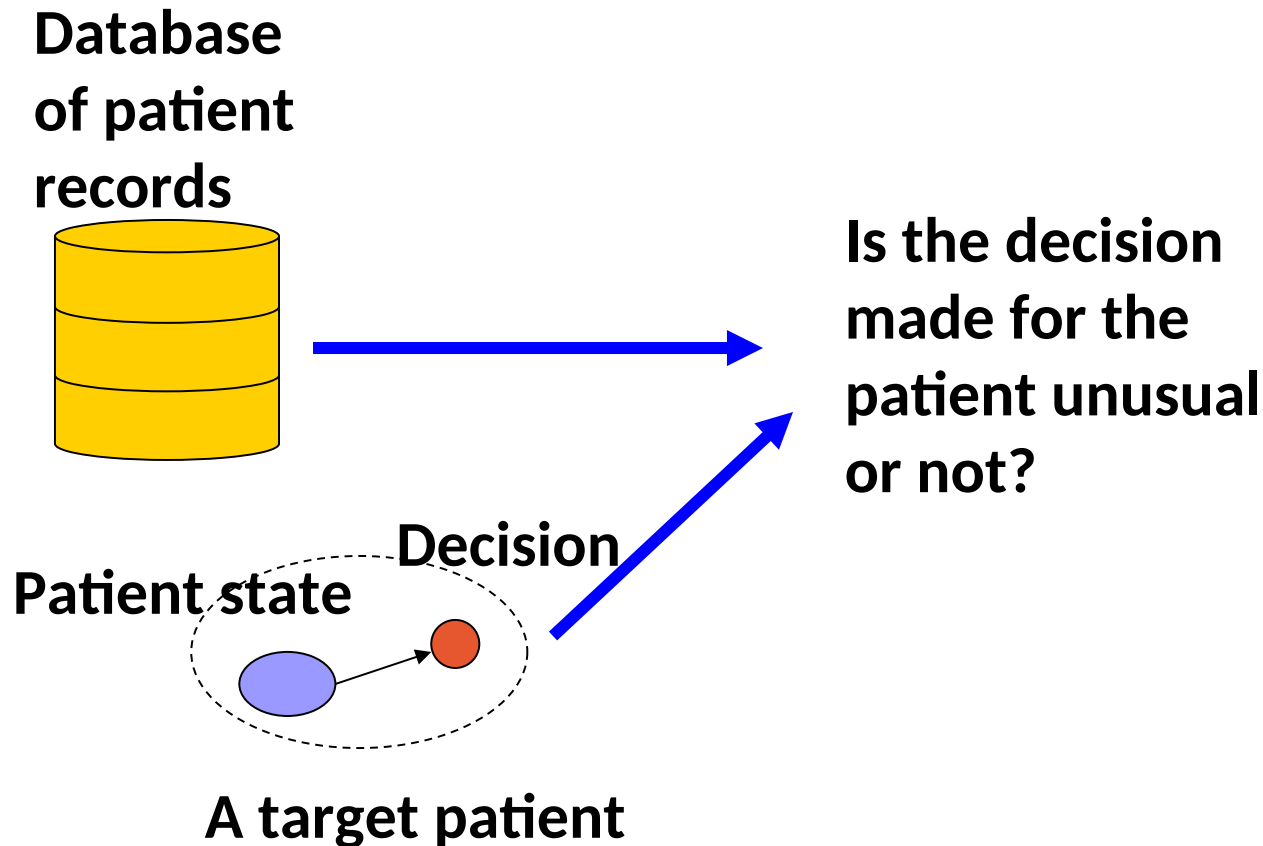 Database
of patient
records
Is the decision
made for the
patient unusual
or not?
Decision
Patient state
A target patient